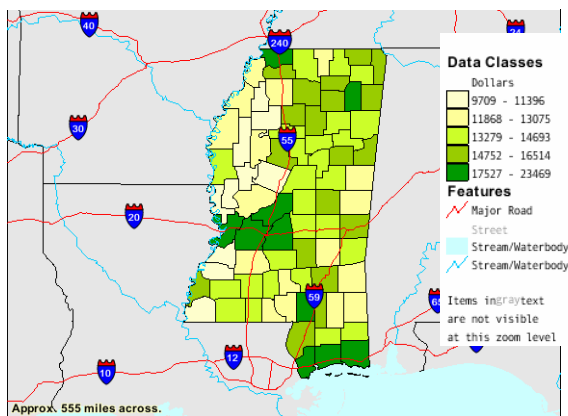 40
240
24
Data Classes
Dollars
9709 - 11396
11868 - 13075
13279 - 14693
14752 - 16514
17527 - 23469
Features
Major Road
Street
Stream/Waterbody
Stream/Waterbody
Items in gray text
are not visible
at this zoom level
30
55
20
59
65
12
10
Approx. 555 miles across.